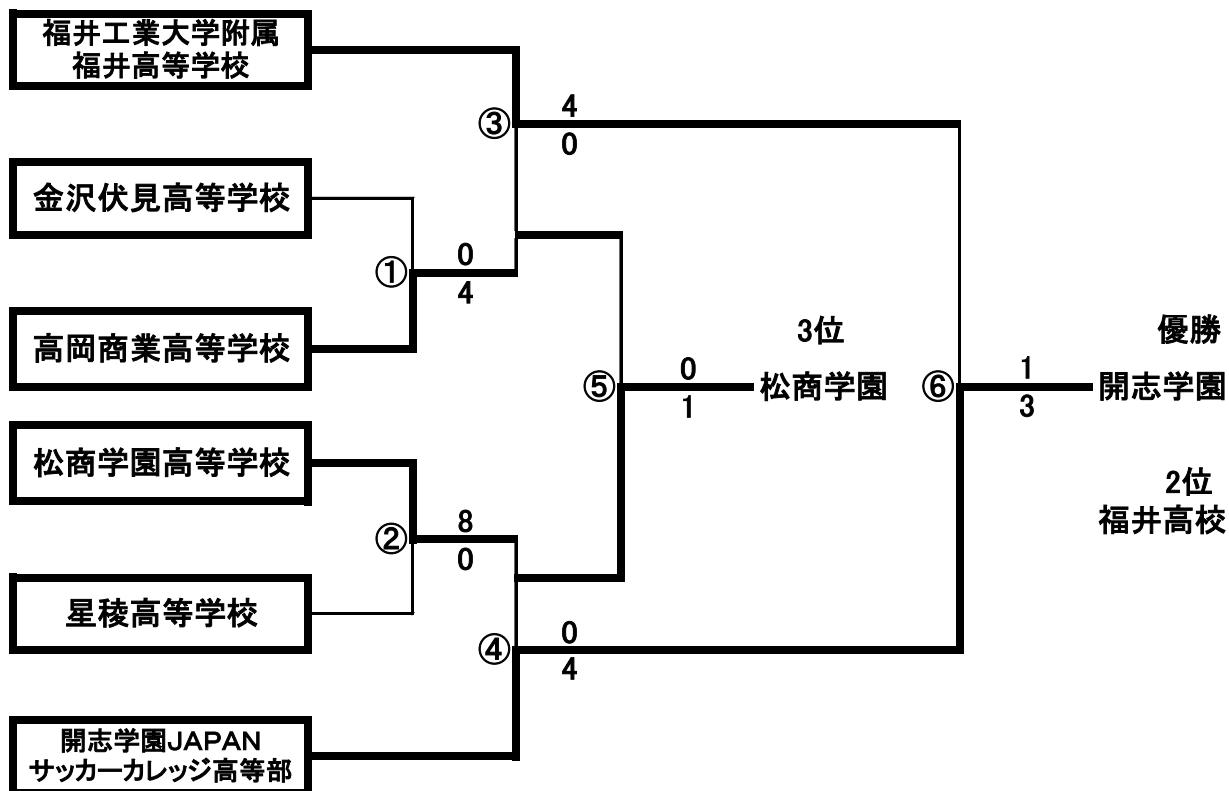 福井工業大学附属
福井高等学校
③
4
0
金沢伏見高等学校
①
0
4
高岡商業高等学校
3位
優勝
⑤
0
1
松商学園
⑥
1
3
開志学園
松商学園高等学校
2位
福井高校
②
8
0
星稜高等学校
④
0
4
開志学園JAPAN
サッカーカレッジ高等部